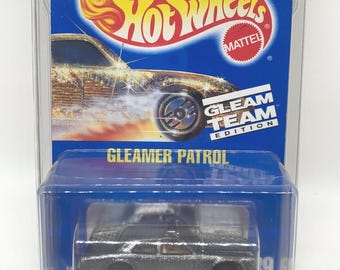 Hot Wheels
MATTEL
GLEAM
TEAM
EDITION
GLEAMER PATROL